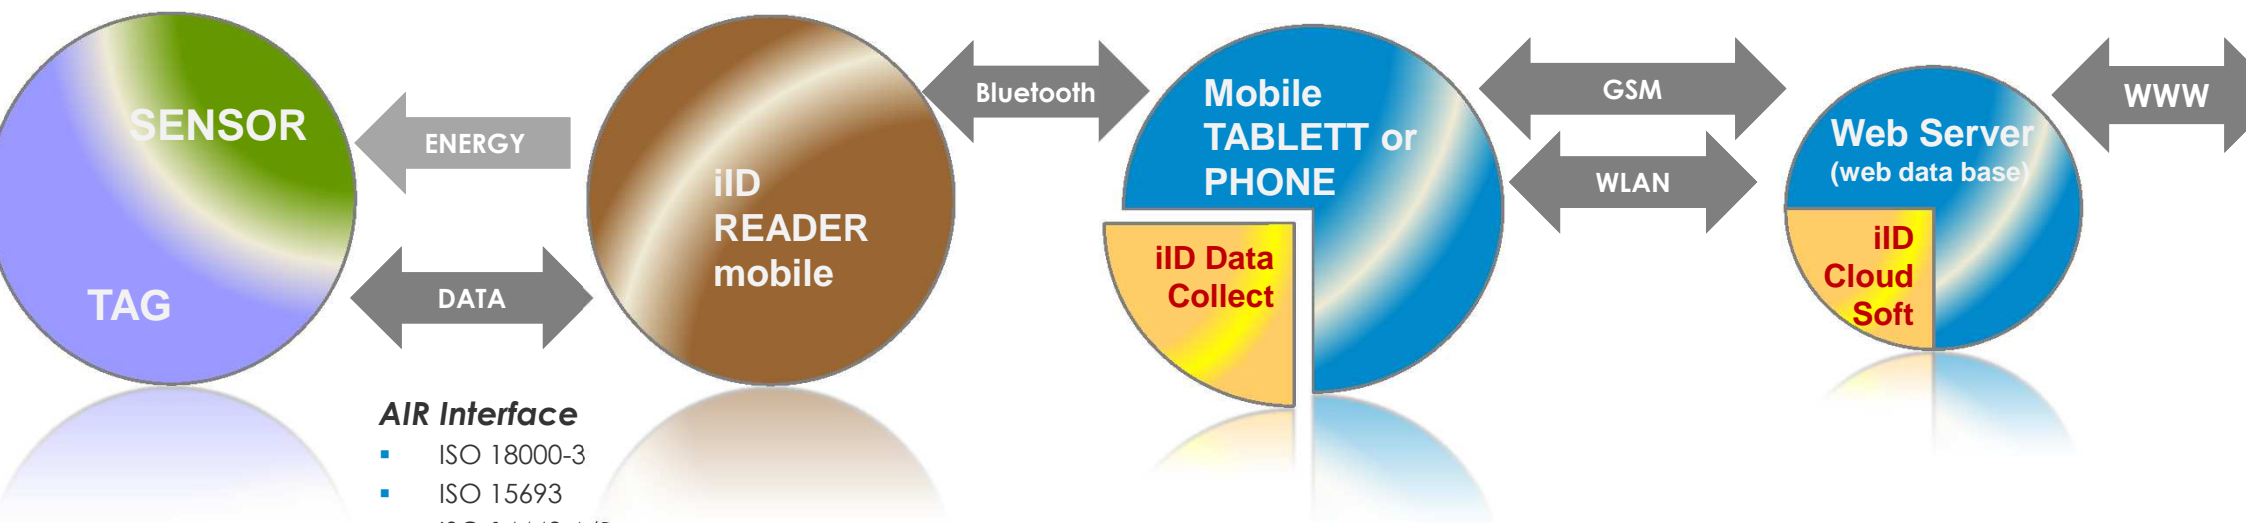 SENSOR
TAG
ENERGY
DATA
AIR Interface
ISO 18000-3
ISO 15693
iID
READER
mobile
Bluetooth
Mobile
TABLETT or
PHONE
iID Data
Collect
GSM
WLAN
Web Server
(web data base)
iID
Cloud
Soft
WWW